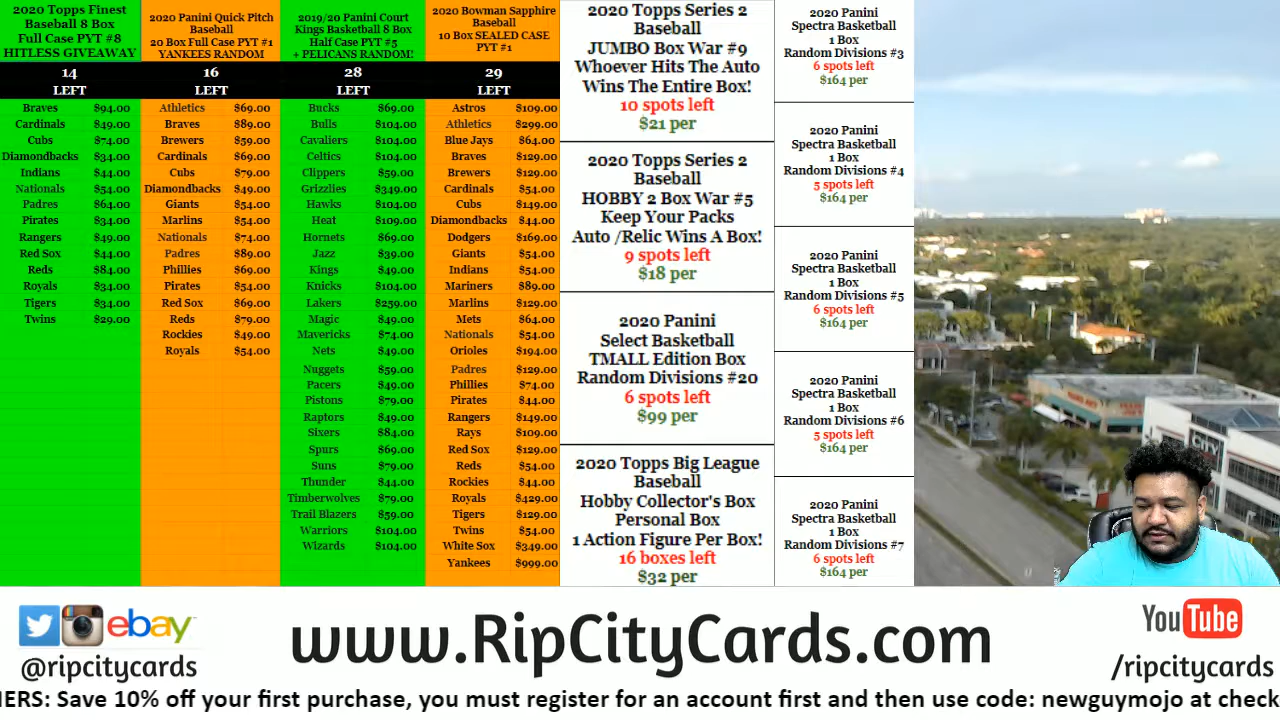 2020 Topps Finest
Baseball 8 Box
Full Case PYT #8
HITLESS GIVEAWAY
14
LEFT
Braves $94.00
Cardinals $49.00
Cubs $74.00
Diamondbacks $34.00
Indians $44.00
Nationals $54.00
Padres $64.00
Pirates $34.00
Rangers $49.00
Red Sox $44.00
Reds $84.00
Royals $34.00
Tigers $34.00
Twins $29.00
2020 Panini Quick Pitch
Baseball
20 Box Full Case PYT #1
YANKEES RANDOM
16
LEFT
Athletics $69.00
Braves $89.00
Brewers $59.00
Cardinals $69.00
Cubs $79.00
Diamondbacks $49.00
Giants $54.00
Marlins $54.00
Nationals $74.00
Padres $89.00
Phillies $69.00
Pirates $54.00
Red Sox $69.00
Reds $79.00
Rockies $49.00
Royals $54.00
2019/20 Panini Court
Kings Basketball 8 Box
Half Case PYT #5
+ PELICANS RANDOM!
28
LEFT
Bucks $69.00
Bulls $104.00
Cavaliers $104.00
Celtics $104.00
Clippers $59.00
Grizzlies $349.00
Hawks $104.00
Heat $109.00
Hornets $69.00
Jazz $39.00
Kings $49.00
Knicks $104.00
Lakers $259.00
Magic $49.00
Mavericks $74.00
Nets $49.00
Nuggets $59.00
Pacers $49.00
Pistons $79.00
Raptors $49.00
Sixers $84.00
Spurs $69.00
Suns $79.00
Thunder $44.00
Timberwolves $79.00
Trail Blazers $59.00
Warriors $104.00
Wizards $104.00
2020 Bowman Sapphire
Baseball
10 Box SEALED CASE
PYT #1
29
LEFT
Astros $109.00
Athletics $299.00
Blue Jays $64.00
Braves $129.00
Brewers $129.00
Cardinals $54.00
Cubs $149.00
Diamondbacks $44.00
Dodgers $169.00
Giants $54.00
Indians $54.00
Mariners $89.00
Marlins $129.00
Mets $64.00
Nationals $54.00
Orioles $194.00
Padres $129.00
Phillies $74.00
Pirates $44.00
Rangers $149.00
Rays $109.00
Red Sox $129.00
Reds $54.00
Rockies $44.00
Royals $429.00
Tigers $129.00
Twins $54.00
White Sox $349.00
Yankees $999.00
2020 Topps Series 2
Baseball
JUMBO Box War #9
Whoever Hits The Auto
Wins The Entire Box!
10 spots left
$21 per
2020 Topps Series 2
Baseball
HOBBY 2 Box War #5
Keep Your Packs
Auto /Relic Wins A Box!
9 spots left
$18 per
2020 Panini
Select Basketball
TMALL Edition Box
Random Divisions #20
6 spots left
$99 per
2020 Topps Big League
Baseball
Hobby Collector's Box
Personal Box
1 Action Figure Per Box!
16 boxes left
$32 per
2020 Panini
Spectra Basketball
1 Box
Random Divisions #3
6 spots left
$164 per
2020 Panini
Spectra Basketball
1 Box
Random Divisions #4
5 spots left
$164 per
2020 Panini
Spectra Basketball
1 Box
Random Divisions #5
6 spots left
$164 per
2020 Panini
Spectra Basketball
1 Box
Random Divisions #6
5 spots left
$164 per
2020 Panini
Spectra Basketball
1 Box
Random Divisions #7
6 spots left
$164 per
ebay
@ripcitycards
www.RipCityCards.com
YouTube
/ripcitycards
IERS: Save 10% off your first purchase, you must register for an account first and then use code: newguymojo at check